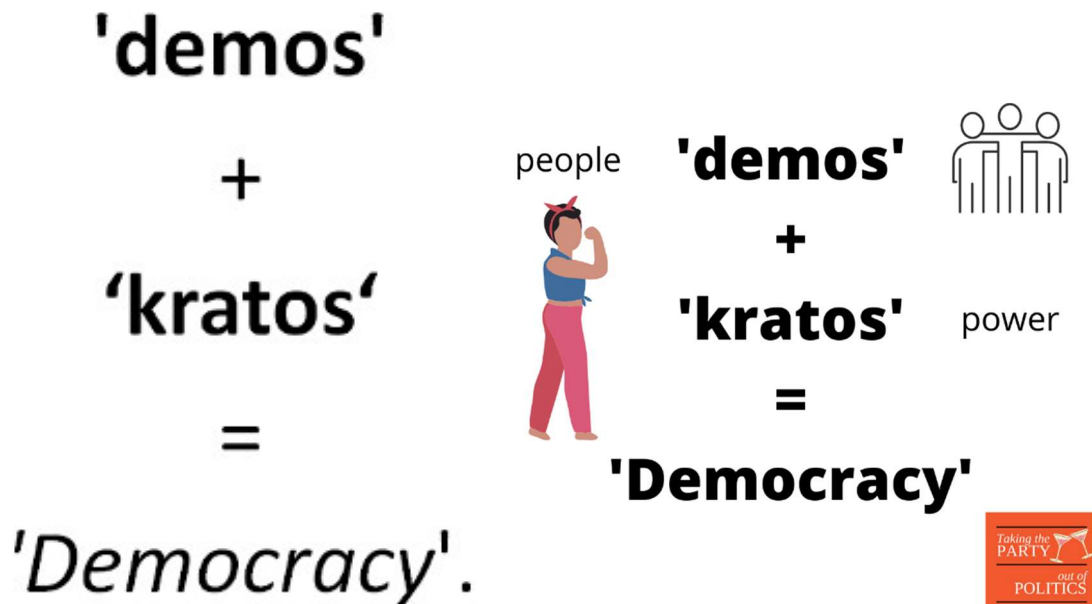 'demos'
+
‘kratos‘
=
'Democracy'.
people 'demos'
+
'kratos' power
=
'Democracy'
Taking the
PARTY
out of
POLITICS